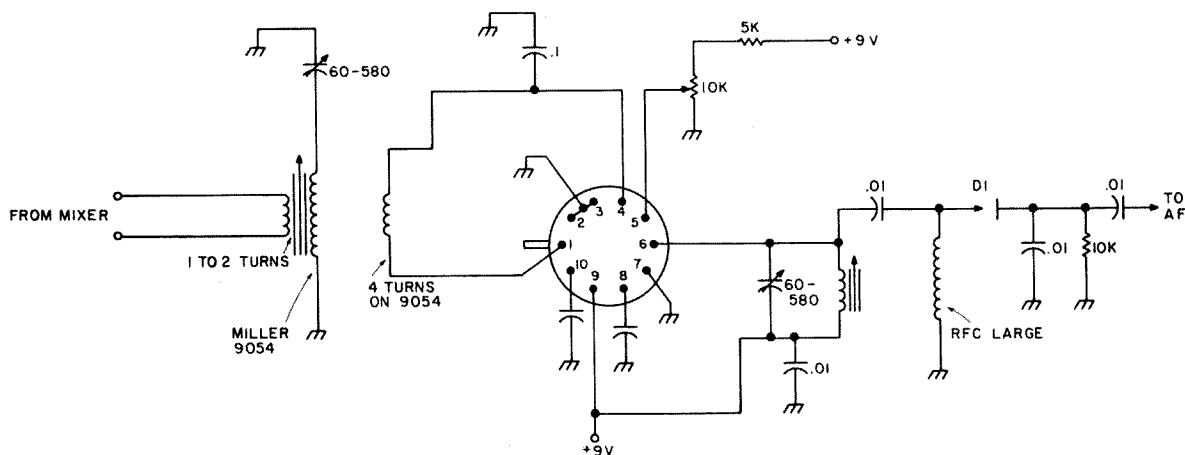 60-580
FROM MIXER
1 TO 2 TURNS
MILLER
9054
.1
4 TURNS
ON 9054
5K
+9V
10K
1
2
3
4
5
6
7
8
9
10
+9V
60-
580
.01
.01
RFC LARGE
D1
.01
10K
.01
TO
AF